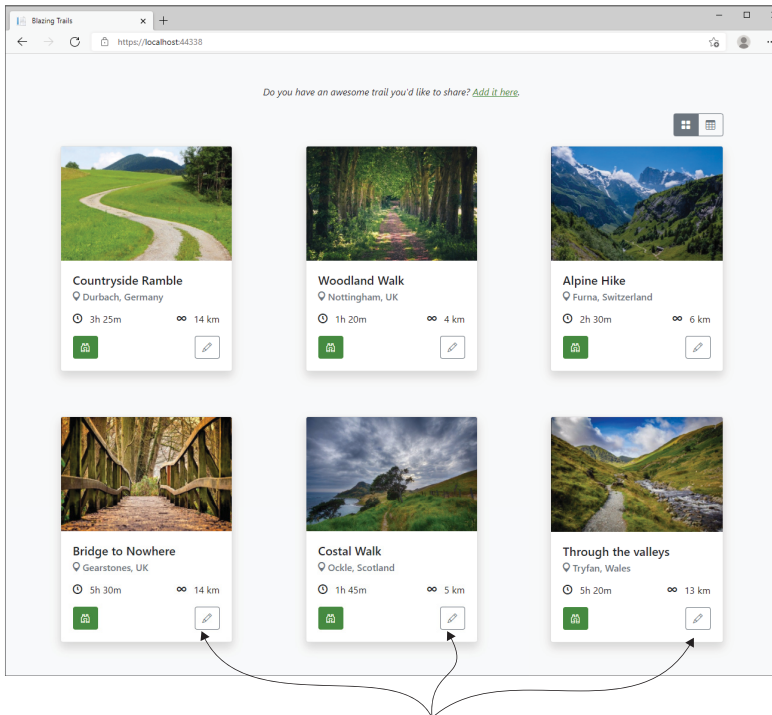 Blazing Trails
https://localhost:44338
Do you have an awesome trail you'd like to share? Add it here.
Countryside Ramble
Durbach, Germany
3h 25m 14 km
Woodland Walk
Nottingham, UK
1h 20m 4 km
Alpine Hike
Furna, Switzerland
2h 30m 6 km
Bridge to Nowhere
Gearstones, UK
5h 30m 14 km
Costal Walk
Ockle, Scotland
1h 45m 5 km
Through the valleys
Tryfan, Wales
5h 20m 13 km